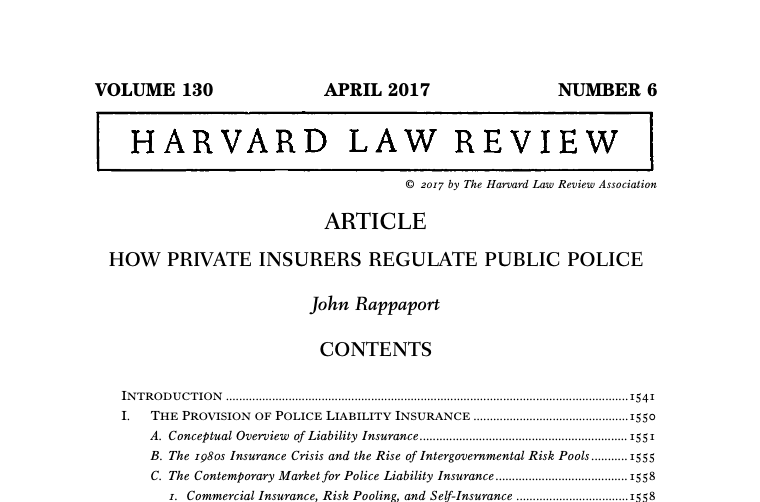 VOLUME 130 APRIL 2017 NUMBER 6
HARVARD LAW REVIEW
© 2017 by The Harvard Law Review Association
ARTICLE
HOW PRIVATE INSURERS REGULATE PUBLIC POLICE
John Rappaport
CONTENTS
INTRODUCTION ........................................................................................................................1541
I. THE PROVISION OF POLICE LIABILITY INSURANCE ..............................................1550
A. Conceptual Overview of Liability Insurance..............................................................1551
B. The 1980s Insurance Crisis and the Rise of Intergovernmental Risk Pools...........1555
C. The Contemporary Market for Police Liability Insurance........................................1558
1. Commercial Insurance, Risk Pooling, and Self-Insurance ..................................1558